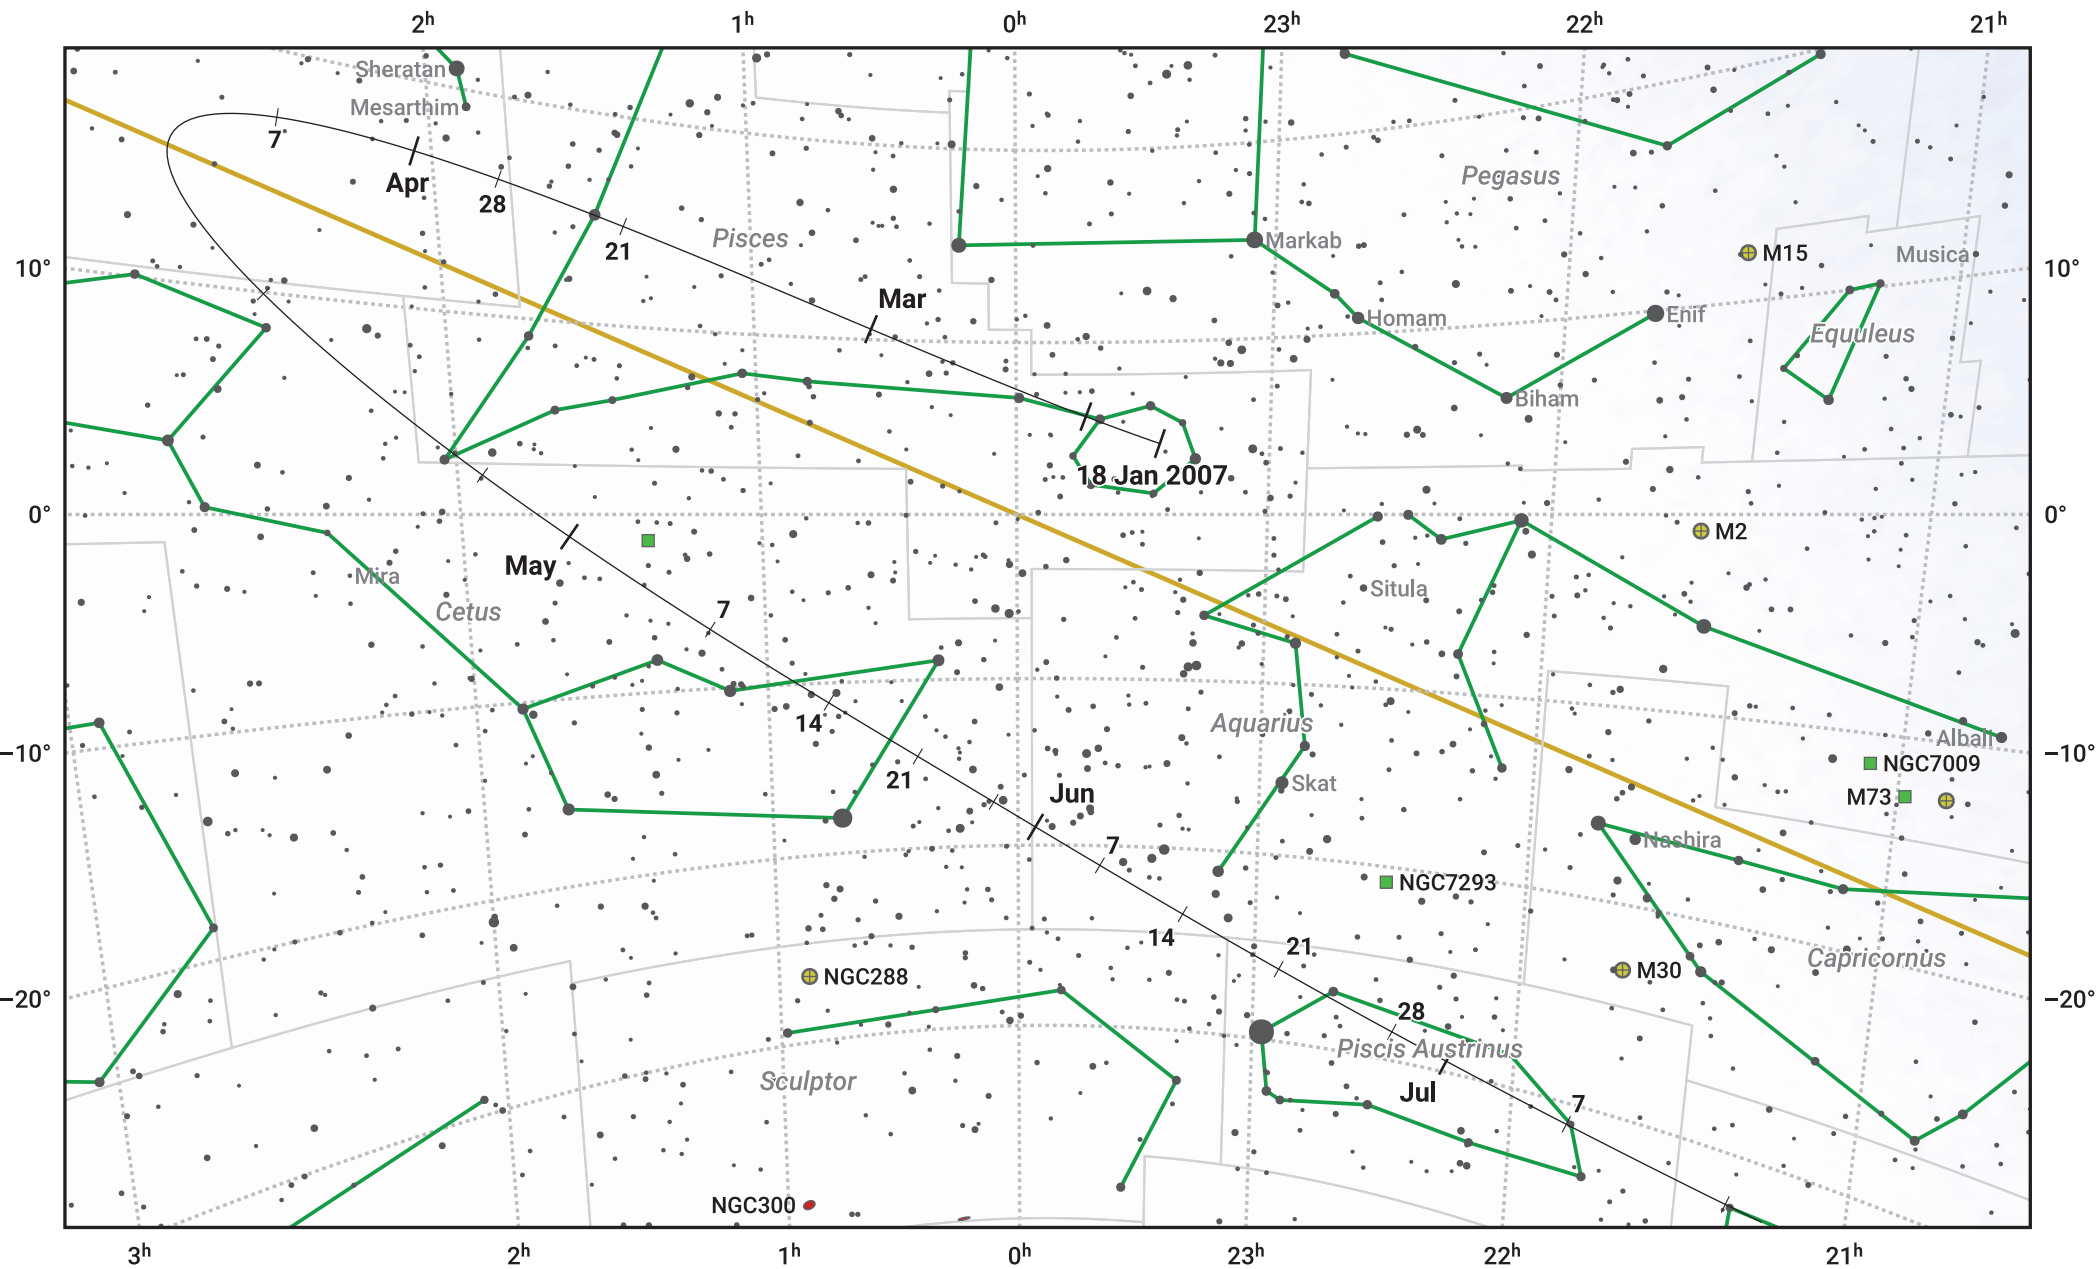 2h 1h 0h 23h 22h 21h
Sheratan
Mesarthim
7
Apr
28
21
Pisces
Pegasus
Markab
M15
Musica
10°
10°
Mar
Homam
Enif
Equuleus
Biham
18 Jan 2007
0°
0°
M2
May
Mira
Cetus
7
Situla
14
Aquarius
Albali
−10°
−10°
21
Jun
Skat
NGC7009
M73
Nashira
7
NGC7293
14
21
Capricornus
NGC288
M30
−20°
−20°
28
Piscis Austrinus
Sculptor
Jul
7
NGC300
3h 2h 1h 0h 23h 22h 21h